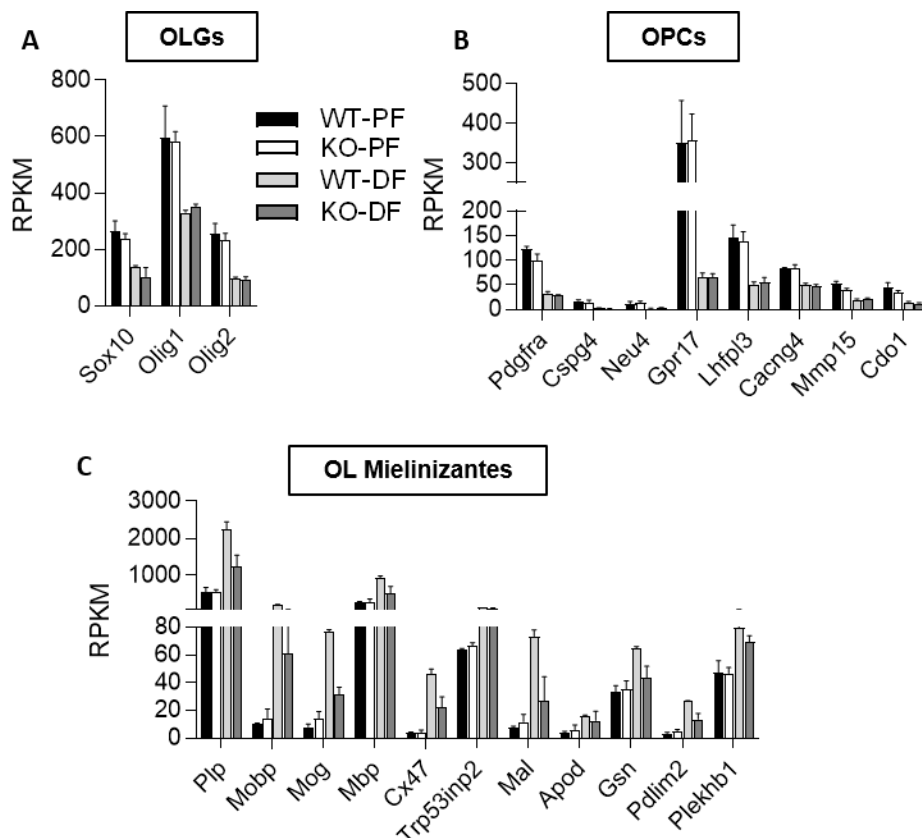 A
OLGs
RPKM
800
600
400
200
0
Sox10
Olig1
Olig2
WT-PF
KO-PF
WT-DF
KO-DF
B
OPCs
RPKM
500
400
300
200
150
100
50
0
Pdgfra
Cspg4
Neu4
Gpr17
Lhfpl3
Cacng4
Mmp15
Cdo1
C
OL Mielinizantes
RPKM
3000
2000
1000
80
60
40
20
0
Plp
Mobp
Mog
Mbp
Cx47
Trp53inp2
Mal
Apod
Gsn
Pdlim2
Plekhb1